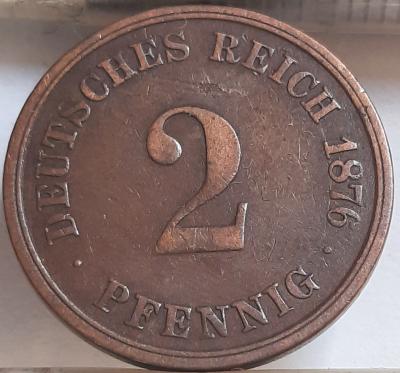 DEUTSCHES REICH 1876
2
· PFENNIG ·